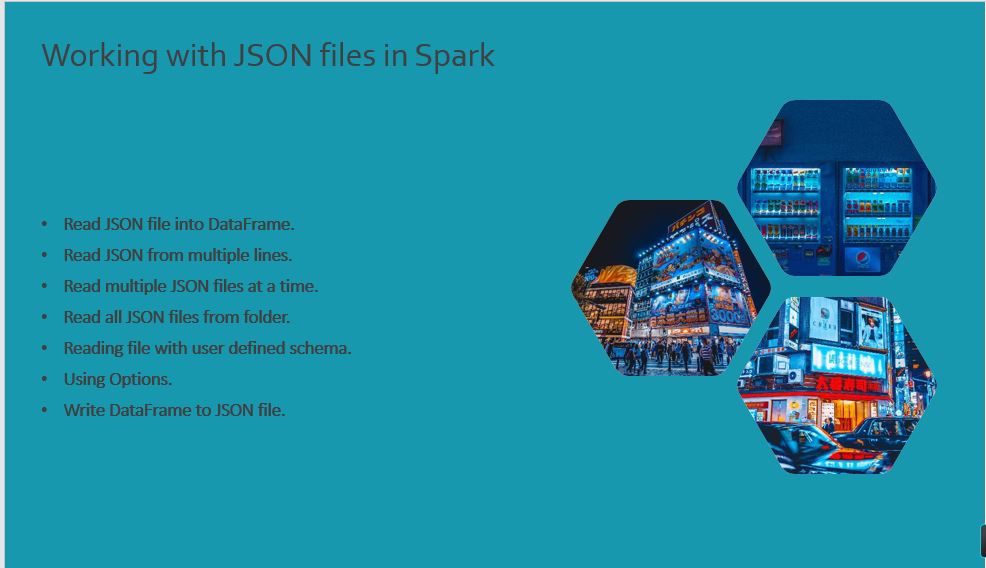 Working with JSON files in Spark
• Read JSON file into DataFrame.
• Read JSON from multiple lines.
• Read multiple JSON files at a time.
• Read all JSON files from folder.
• Reading file with user defined schema.
• Using Options.
• Write DataFrame to JSON file.